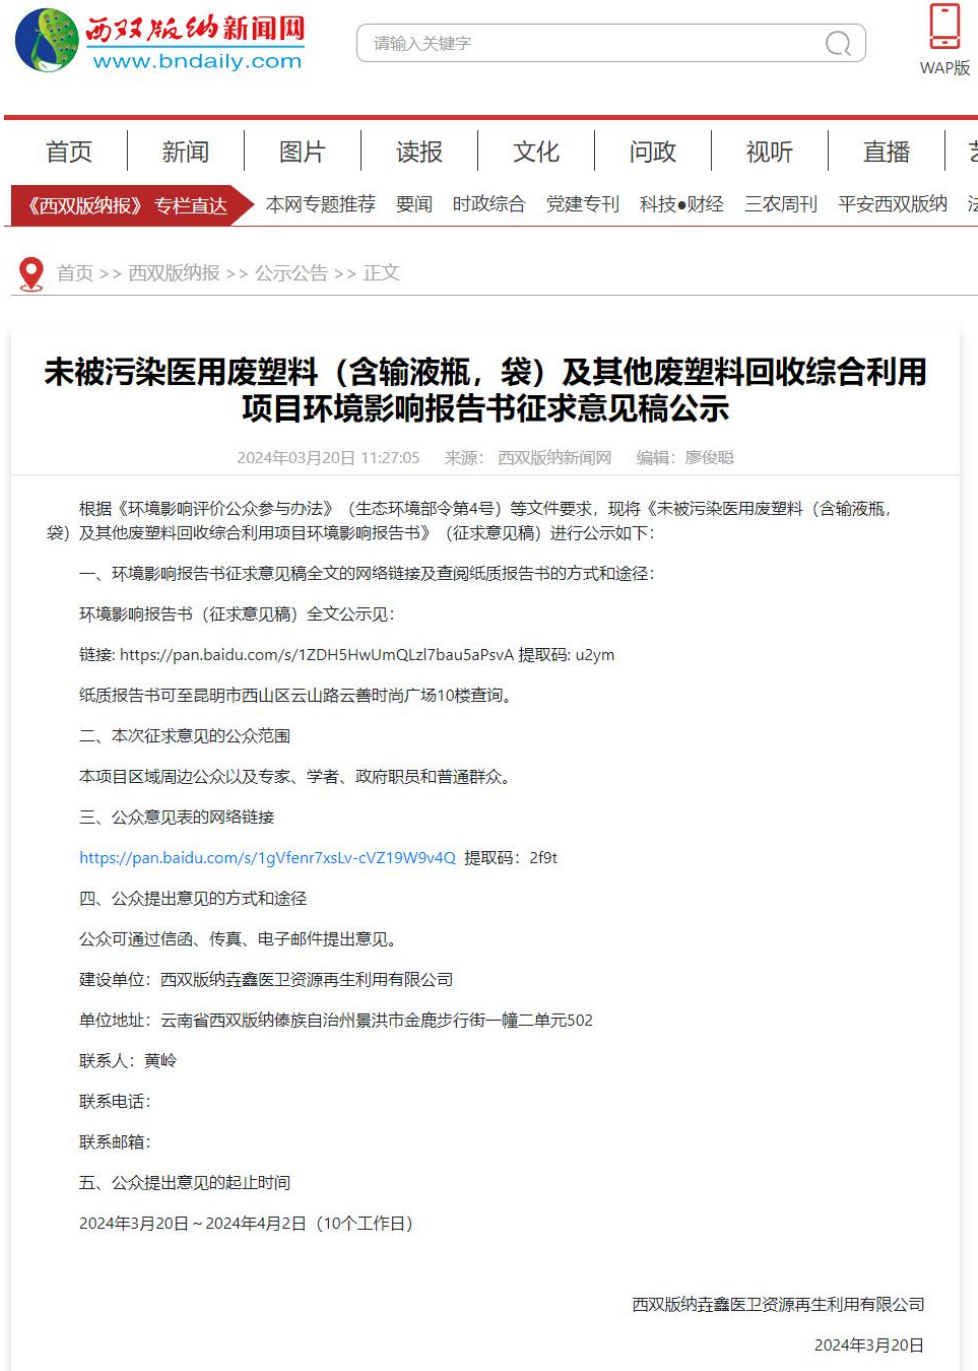 西双版纳新闻网
www.bndaily.com
请输入关键字
WAP版
首页 新闻 图片 读报 文化 问政 视听 直播
《西双版纳报》 专栏直达 本网专题推荐 要闻 时政综合 党建专刊 科技●财经 三农周刊 平安西双版纳
首页 >> 西双版纳报 >> 公示公告 >> 正文
未被污染医用废塑料（含输液瓶，袋）及其他废塑料回收综合利用
项目环境影响报告书征求意见稿公示
2024年03月20日 11:27:05 来源： 西双版纳新闻网 编辑：廖俊聪
根据《环境影响评价公众参与办法》（生态环境部令第4号）等文件要求，现将《未被污染医用废塑料（含输液瓶，
袋）及其他废塑料回收综合利用项目环境影响报告书》（征求意见稿）进行公示如下：
一、环境影响报告书征求意见稿全文的网络链接及查阅纸质报告书的方式和途径：
环境影响报告书（征求意见稿）全文公示见：
链接: https://pan.baidu.com/s/1ZDH5HwUmQLzl7bau5aPsvA 提取码: u2ym
纸质报告书可至昆明市西山区云山路云善时尚广场10楼查询。
二、本次征求意见的公众范围
本项目区域周边公众以及专家、学者、政府职员和普通群众。
三、公众意见表的网络链接
https://pan.baidu.com/s/1gVfenr7xsLv-cVZ19W9v4Q 提取码：2f9t
四、公众提出意见的方式和途径
公众可通过信函、传真、电子邮件提出意见。
建设单位：西双版纳垚鑫医卫资源再生利用有限公司
单位地址：云南省西双版纳傣族自治州景洪市金鹿步行街一幢二单元502
联系人：黄岭
联系电话：
联系邮箱：
五、公众提出意见的起止时间
2024年3月20日～2024年4月2日（10个工作日）
西双版纳垚鑫医卫资源再生利用有限公司
2024年3月20日